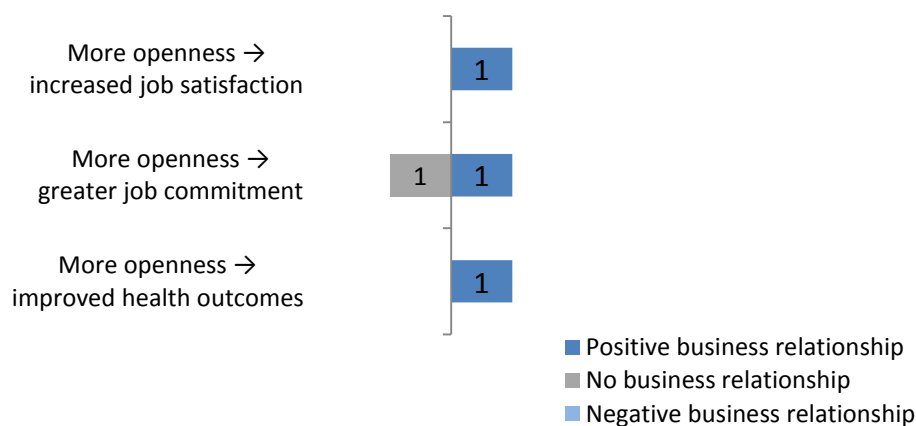 More openness →
increased job satisfaction
1
More openness →
greater job commitment
1 1
More openness →
improved health outcomes
1
Positive business relationship
No business relationship
Negative business relationship